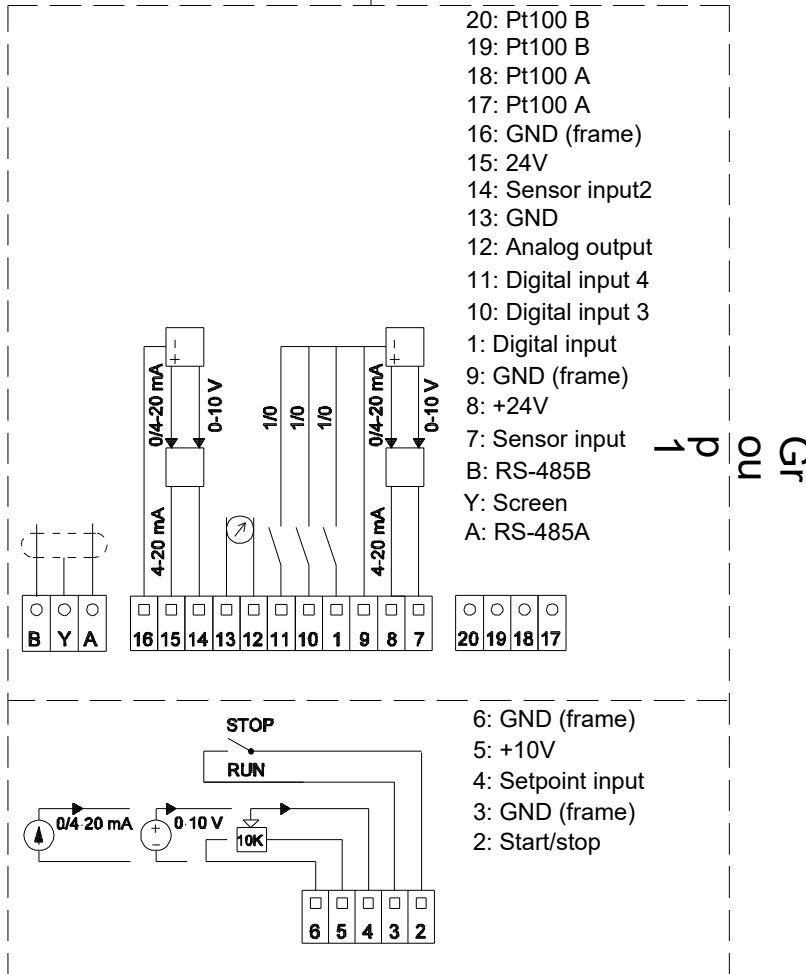 20: Pt100 B
19: Pt100 B
18: Pt100 A
17: Pt100 A
16: GND (frame)
15: 24V
14: Sensor input2
13: GND
12: Analog output
11: Digital input 4
10: Digital input 3
1: Digital input
9: GND (frame)
8: +24V
7: Sensor input
B: RS-485B
Y: Screen
A: RS-485A
Gr
ou
p
1
- +
0/4-20 mA
0-10 V
1/0
1/0
1/0
- +
0/4-20 mA
0-10 V
4-20 mA
4-20 mA
B Y A
16 15 14 13 12 11 10 1 9 8 7
20 19 18 17
STOP
RUN
0/4-20 mA
+ -
0-10 V
10K
6 5 4 3 2
6: GND (frame)
5: +10V
4: Setpoint input
3: GND (frame)
2: Start/stop